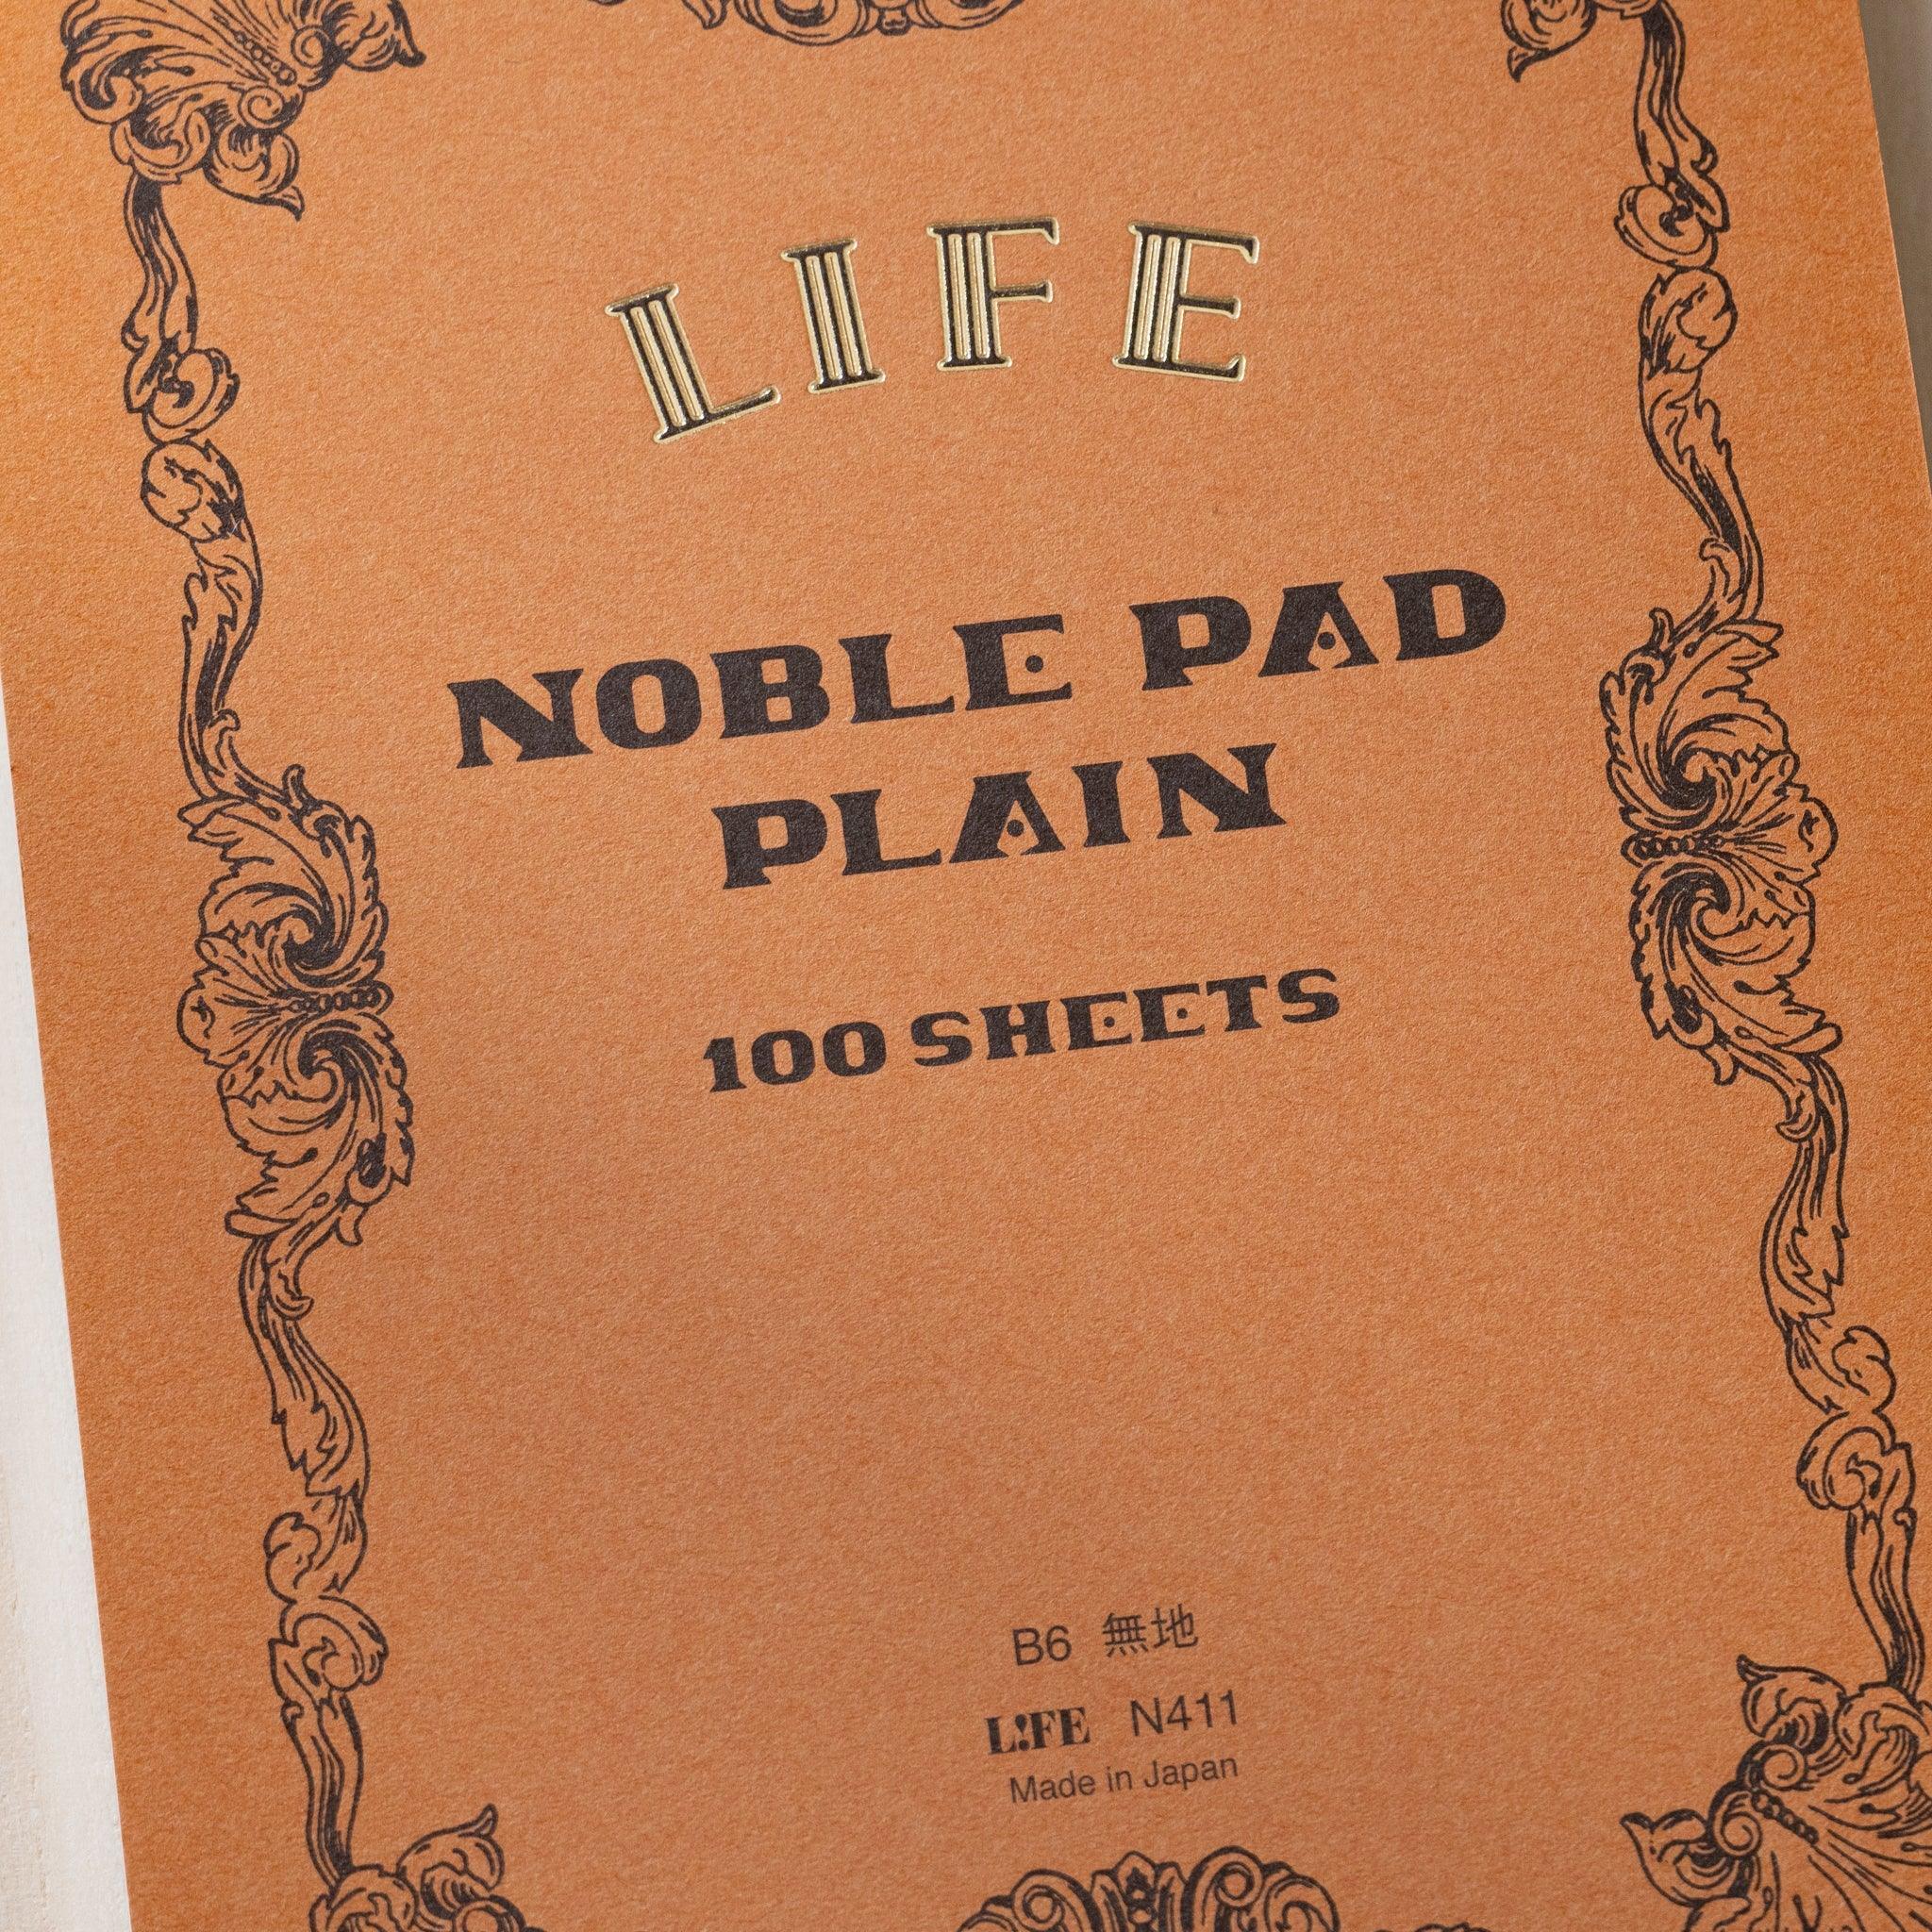 LIFE
NOBLE PAD
PLAIN
100 SHEETS
B6 無地
L!FE N411
Made in Japan